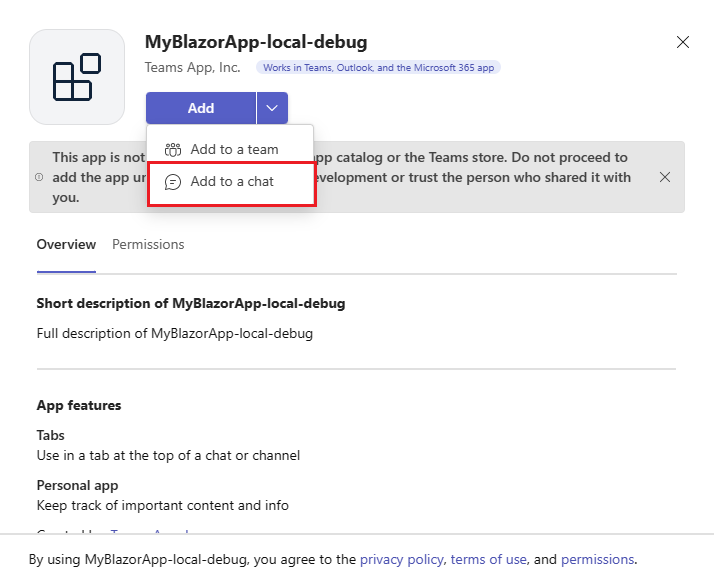 MyBlazorApp-local-debug
Teams App, Inc. Works in Teams, Outlook, and the Microsoft 365 app
Add
Add to a team
Add to a chat
This app is not pp catalog or the Teams store. Do not proceed to
add the app un evelopment or trust the person who shared it with
you.
Overview Permissions
Short description of MyBlazorApp-local-debug
Full description of MyBlazorApp-local-debug
App features
Tabs
Use in a tab at the top of a chat or channel
Personal app
Keep track of important content and info
By using MyBlazorApp-local-debug, you agree to the privacy policy, terms of use, and permissions.